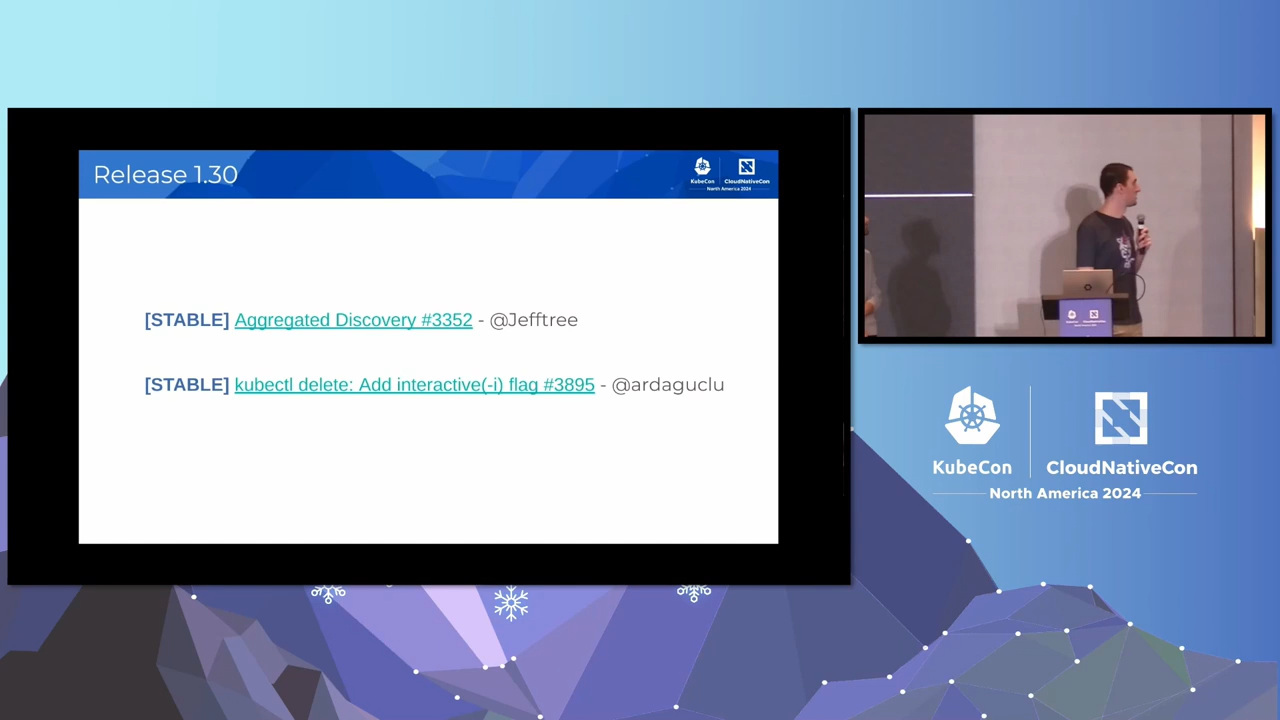 Release 1.30
KubeCon
CloudNativeCon
North America 2024
[STABLE] Aggregated Discovery #3352 - @Jefftree
[STABLE] kubectl delete: Add interactive(-i) flag #3895 - @ardaguclu
KubeCon
CloudNativeCon
North America 2024